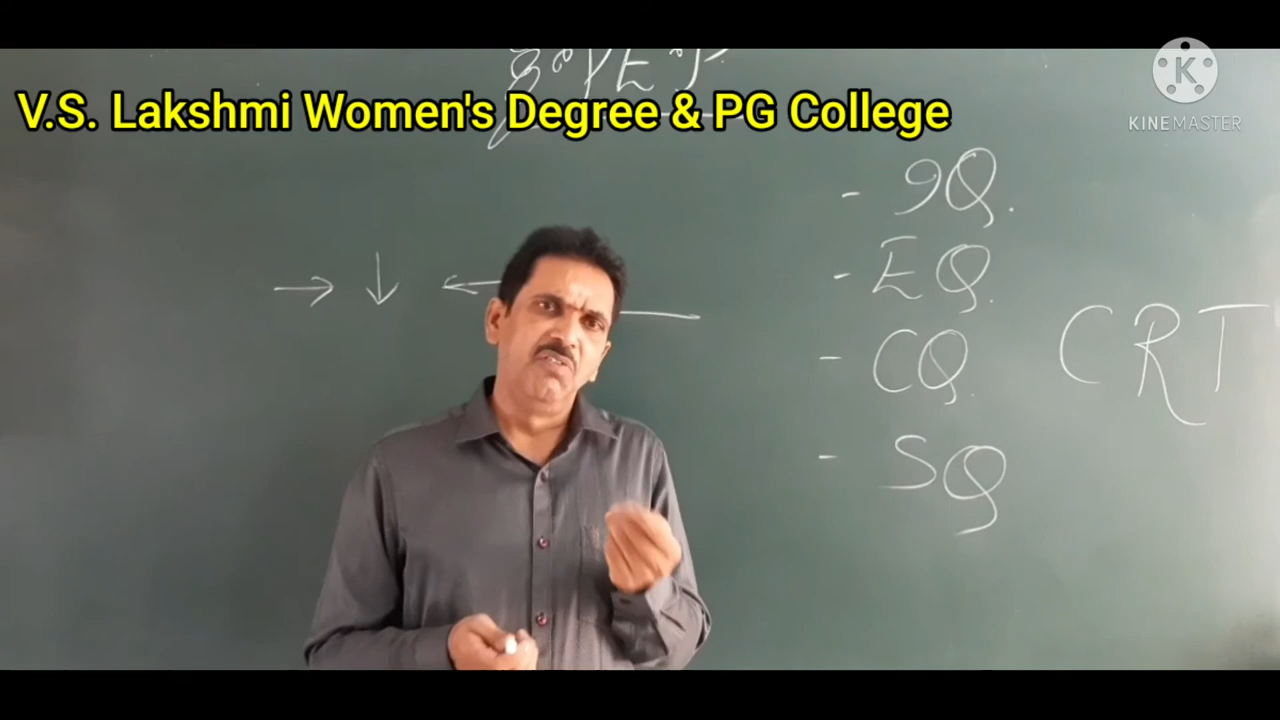 V.S. Lakshmi Women's Degree & PG College
K
KINEMASTER
- IQ.
- EQ.
- CQ.
- SQ
CRT